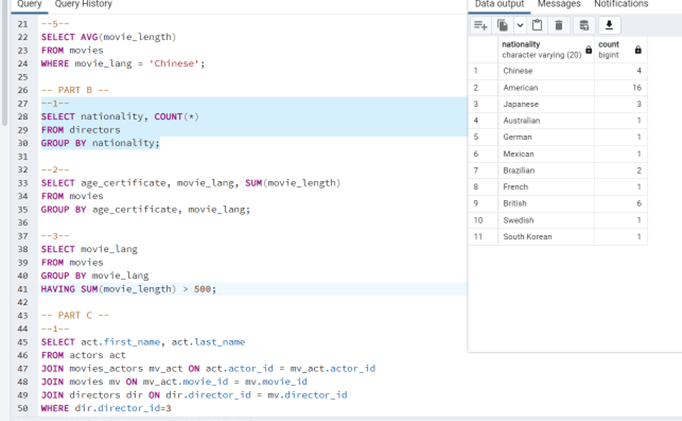 Query Query History
21 --5--
22 SELECT AVG(movie_length)
23 FROM movies
24 WHERE movie_lang = 'Chinese';
25
26 -- PART B --
27 --1--
28 SELECT nationality, COUNT(*)
29 FROM directors
30 GROUP BY nationality;
31
32 --2--
33 SELECT age_certificate, movie_lang, SUM(movie_length)
34 FROM movies
35 GROUP BY age_certificate, movie_lang;
36
37 --3--
38 SELECT movie_lang
39 FROM movies
40 GROUP BY movie_lang
41 HAVING SUM(movie_length) > 500;
42
43 -- PART C --
44 --1--
45 SELECT act.first_name, act.last_name
46 FROM actors act
47 JOIN movies_actors mv_act ON act.actor_id = mv_act.actor_id
48 JOIN movies mv ON mv_act.movie_id = mv.movie_id
49 JOIN directors dir ON dir.director_id = mv.director_id
50 WHERE dir.director_id=3
Data output Messages Notifications
nationality count
character varying (20) bigint
1 Chinese 4
2 American 16
3 Japanese 3
4 Australian 1
5 German 1
6 Mexican 1
7 Brazilian 2
8 French 1
9 British 6
10 Swedish 1
11 South Korean 1